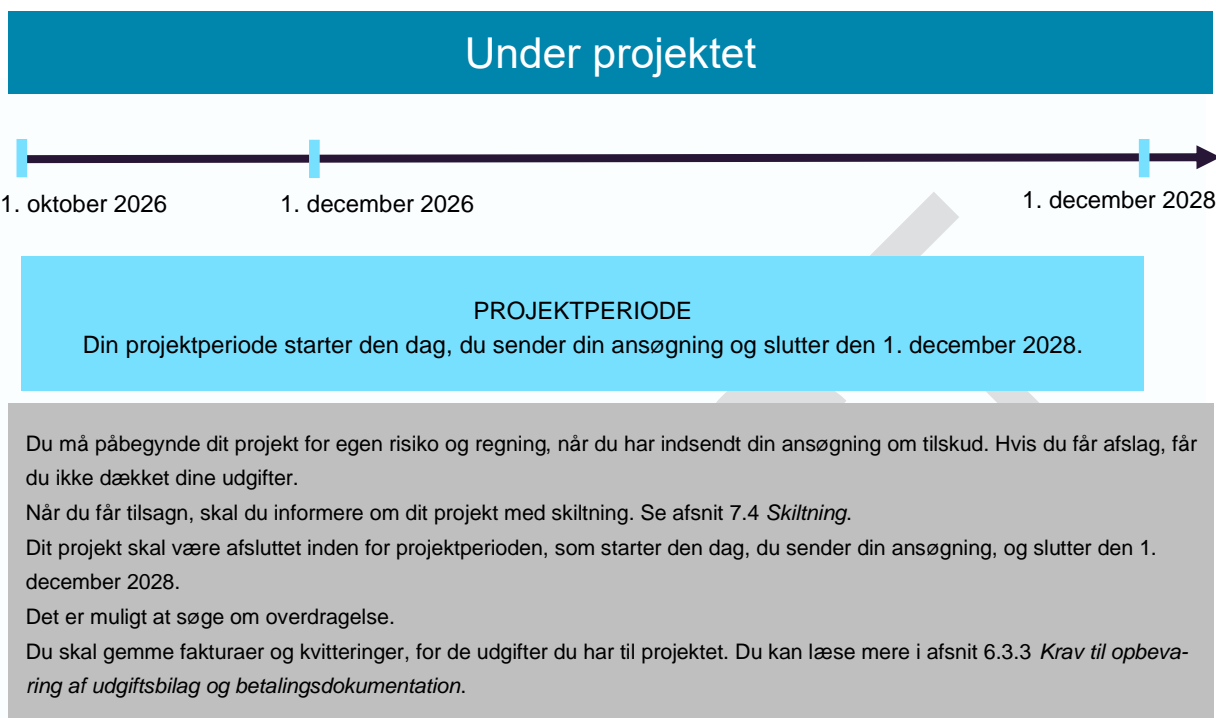 Under projektet
1. oktober 2026
1. december 2026
1. december 2028
PROJEKTPERIODE
Din projektperiode starter den dag, du sender din ansøgning og slutter den 1. december 2028.
Du må påbegynde dit projekt for egen risiko og regning, når du har indsendt din ansøgning om tilskud. Hvis du får afslag, får
du ikke dækket dine udgifter.
Når du får tilsagn, skal du informere om dit projekt med skiltning. Se afsnit 7.4 Skiltning.
Dit projekt skal være afsluttet inden for projektperioden, som starter den dag, du sender din ansøgning, og slutter den 1.
december 2028.
Det er muligt at søge om overdragelse.
Du skal gemme fakturaer og kvitteringer, for de udgifter du har til projektet. Du kan læse mere i afsnit 6.3.3 Krav til opbeva-
ring af udgiftsbilag og betalingsdokumentation.